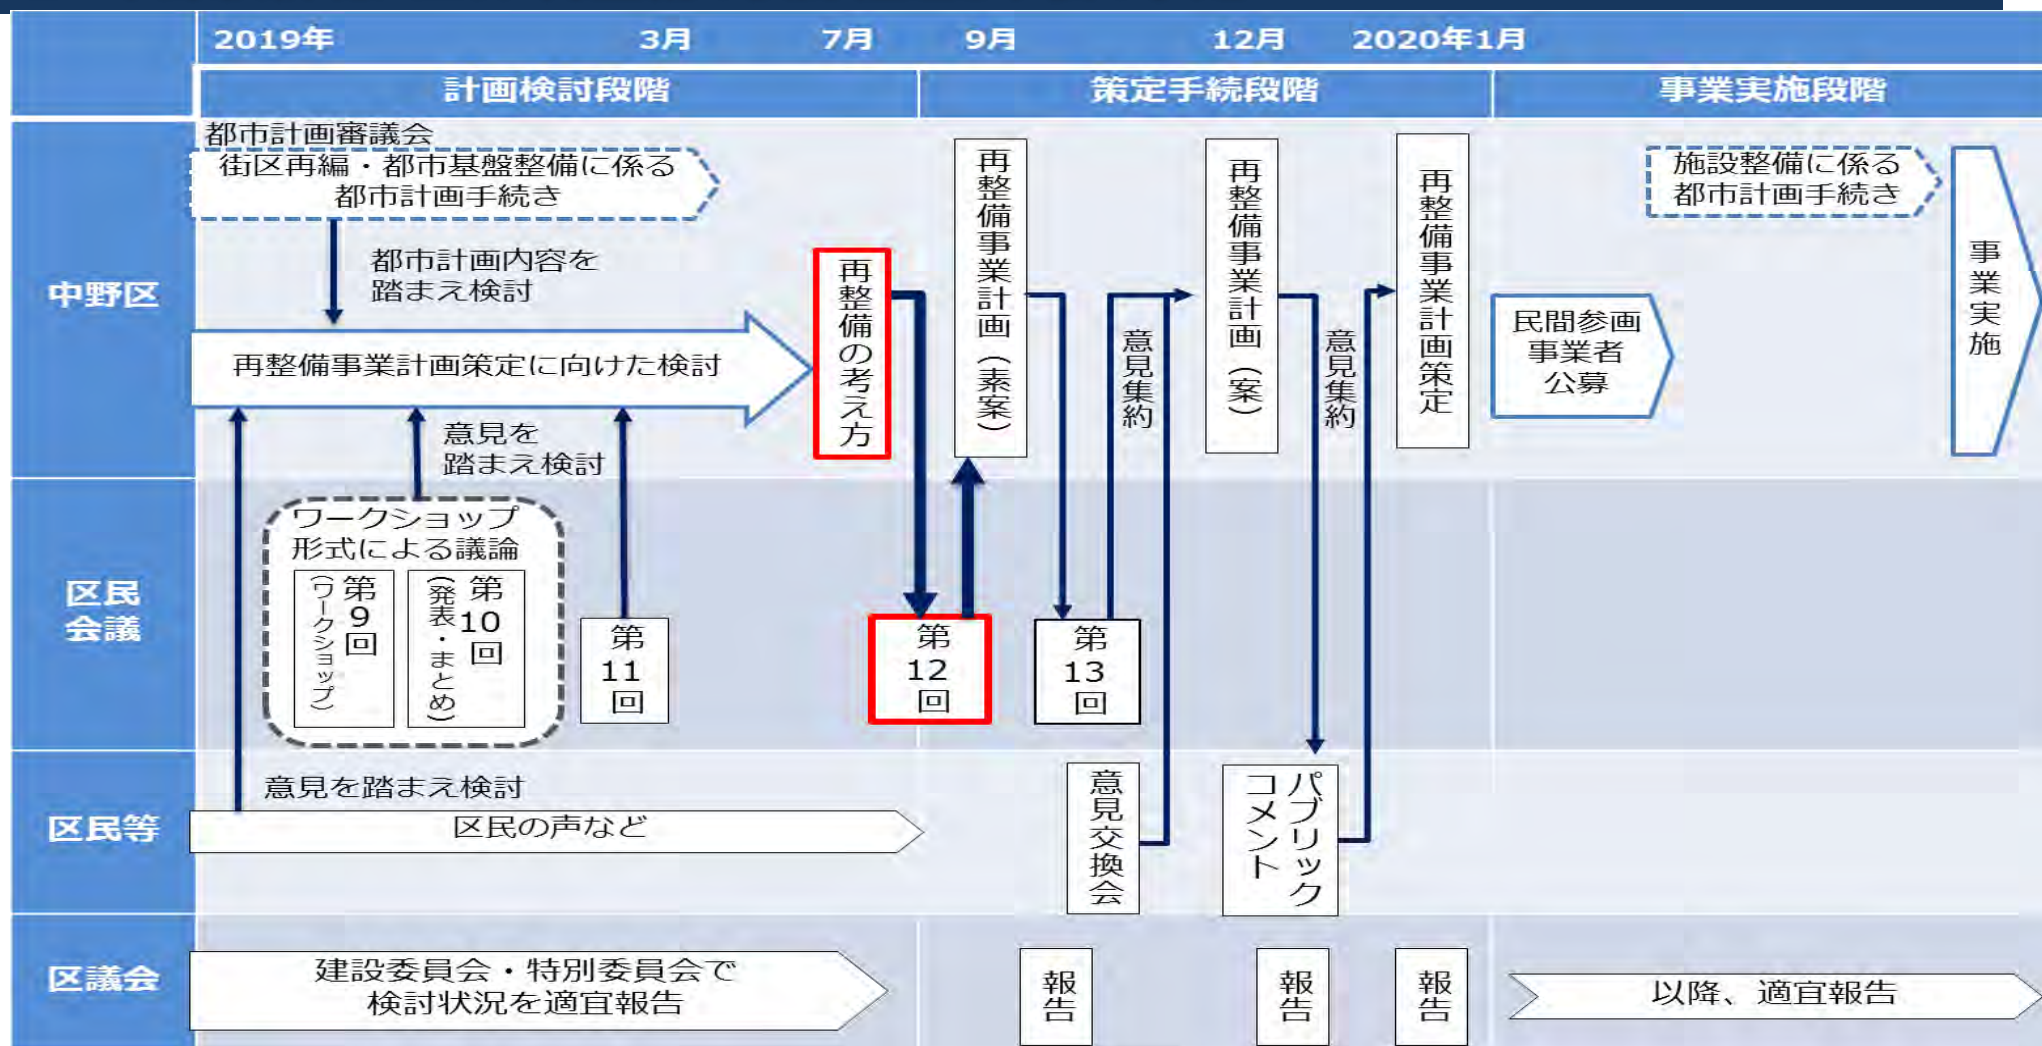 2019年
3月
7月
9月
12月
2020年1月
計画検討段階
策定手続段階
事業実施段階
中野区
都市計画審議会
街区再編・都市基盤整備に係る
都市計画手続き
都市計画内容を
踏まえ検討
再整備事業計画策定に向けた検討
意見を
踏まえ検討
再整備の考え方
再整備事業計画（素案）
意見集約
再整備事業計画（案）
意見集約
再整備事業計画策定
民間参画
事業者
公募
施設整備に係る
都市計画手続き
事業実施
区民
会議
ワークショップ
形式による議論
第9回
（ワークショップ）
第10回
（発表・まとめ）
第
11
回
第
12
回
第
13
回
区民等
意見を踏まえ検討
区民の声など
意見交換会
パブリック
コメント
区議会
建設委員会・特別委員会で
検討状況を適宜報告
報告
報告
報告
以降、適宜報告